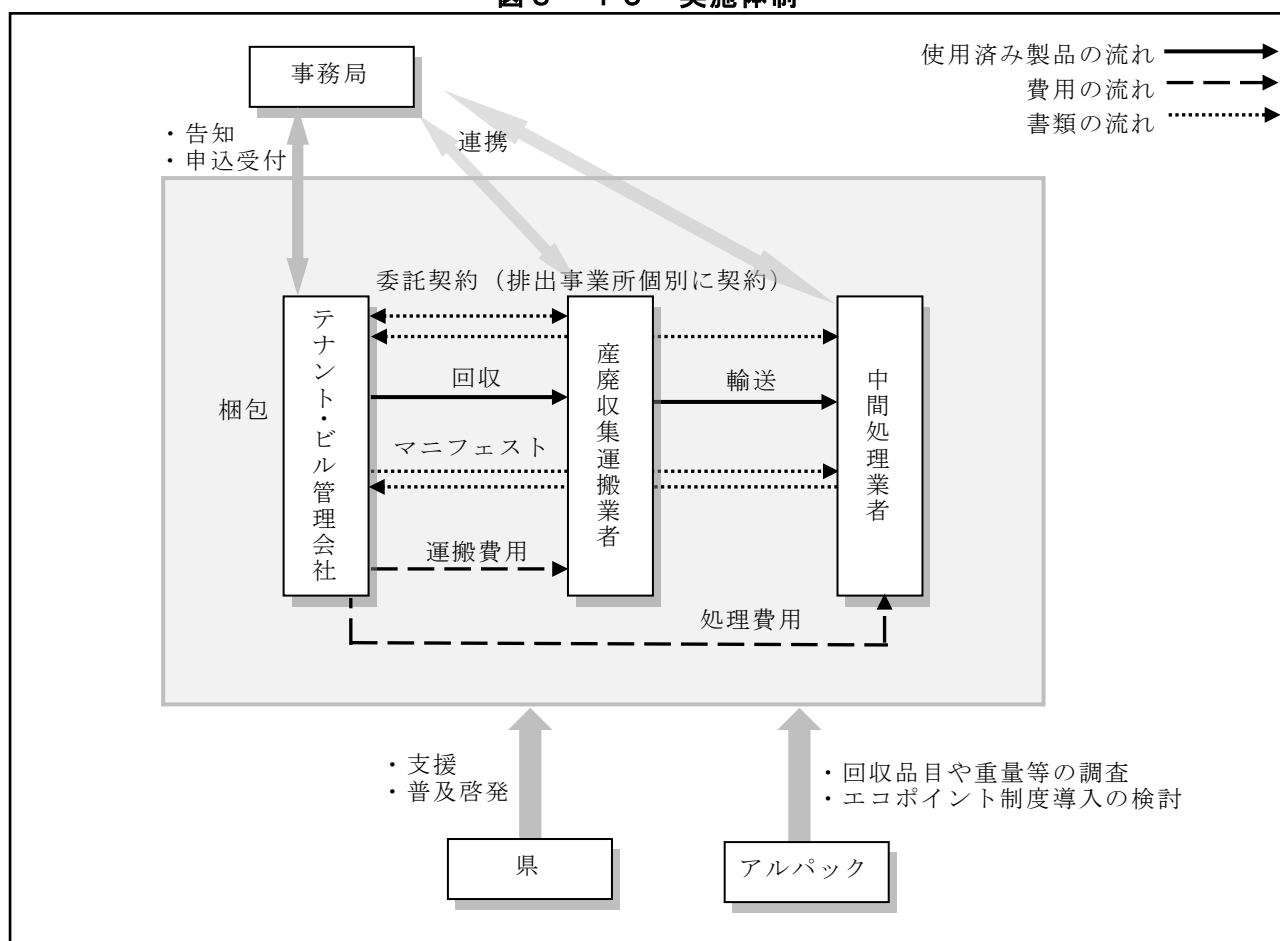 実施体制
事務局
使用済み製品の流れ
費用の流れ
書類の流れ
・告知
・申込受付
連携
委託契約（排出事業所個別に契約）
テナント・ビル管理会社
産廃収集運搬業者
中間処理業者
梱包
回収
輸送
マニフェスト
運搬費用
処理費用
・支援
・普及啓発
・回収品目や重量等の調査
・エコポイント制度導入の検討
県
アルパック